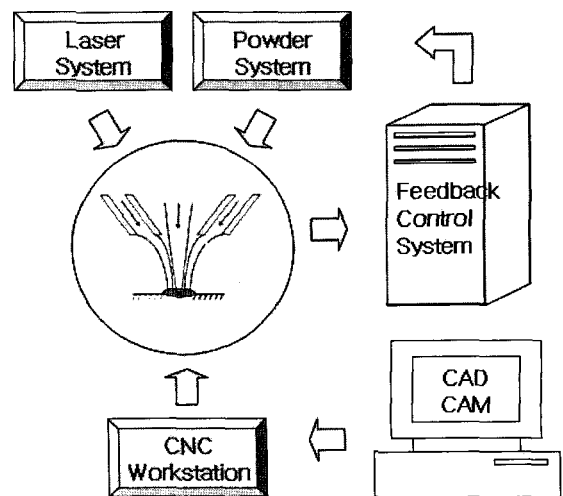 Laser
System
Powder
System
Feedback
Control
System
CAD
CAM
CNC
Workstation